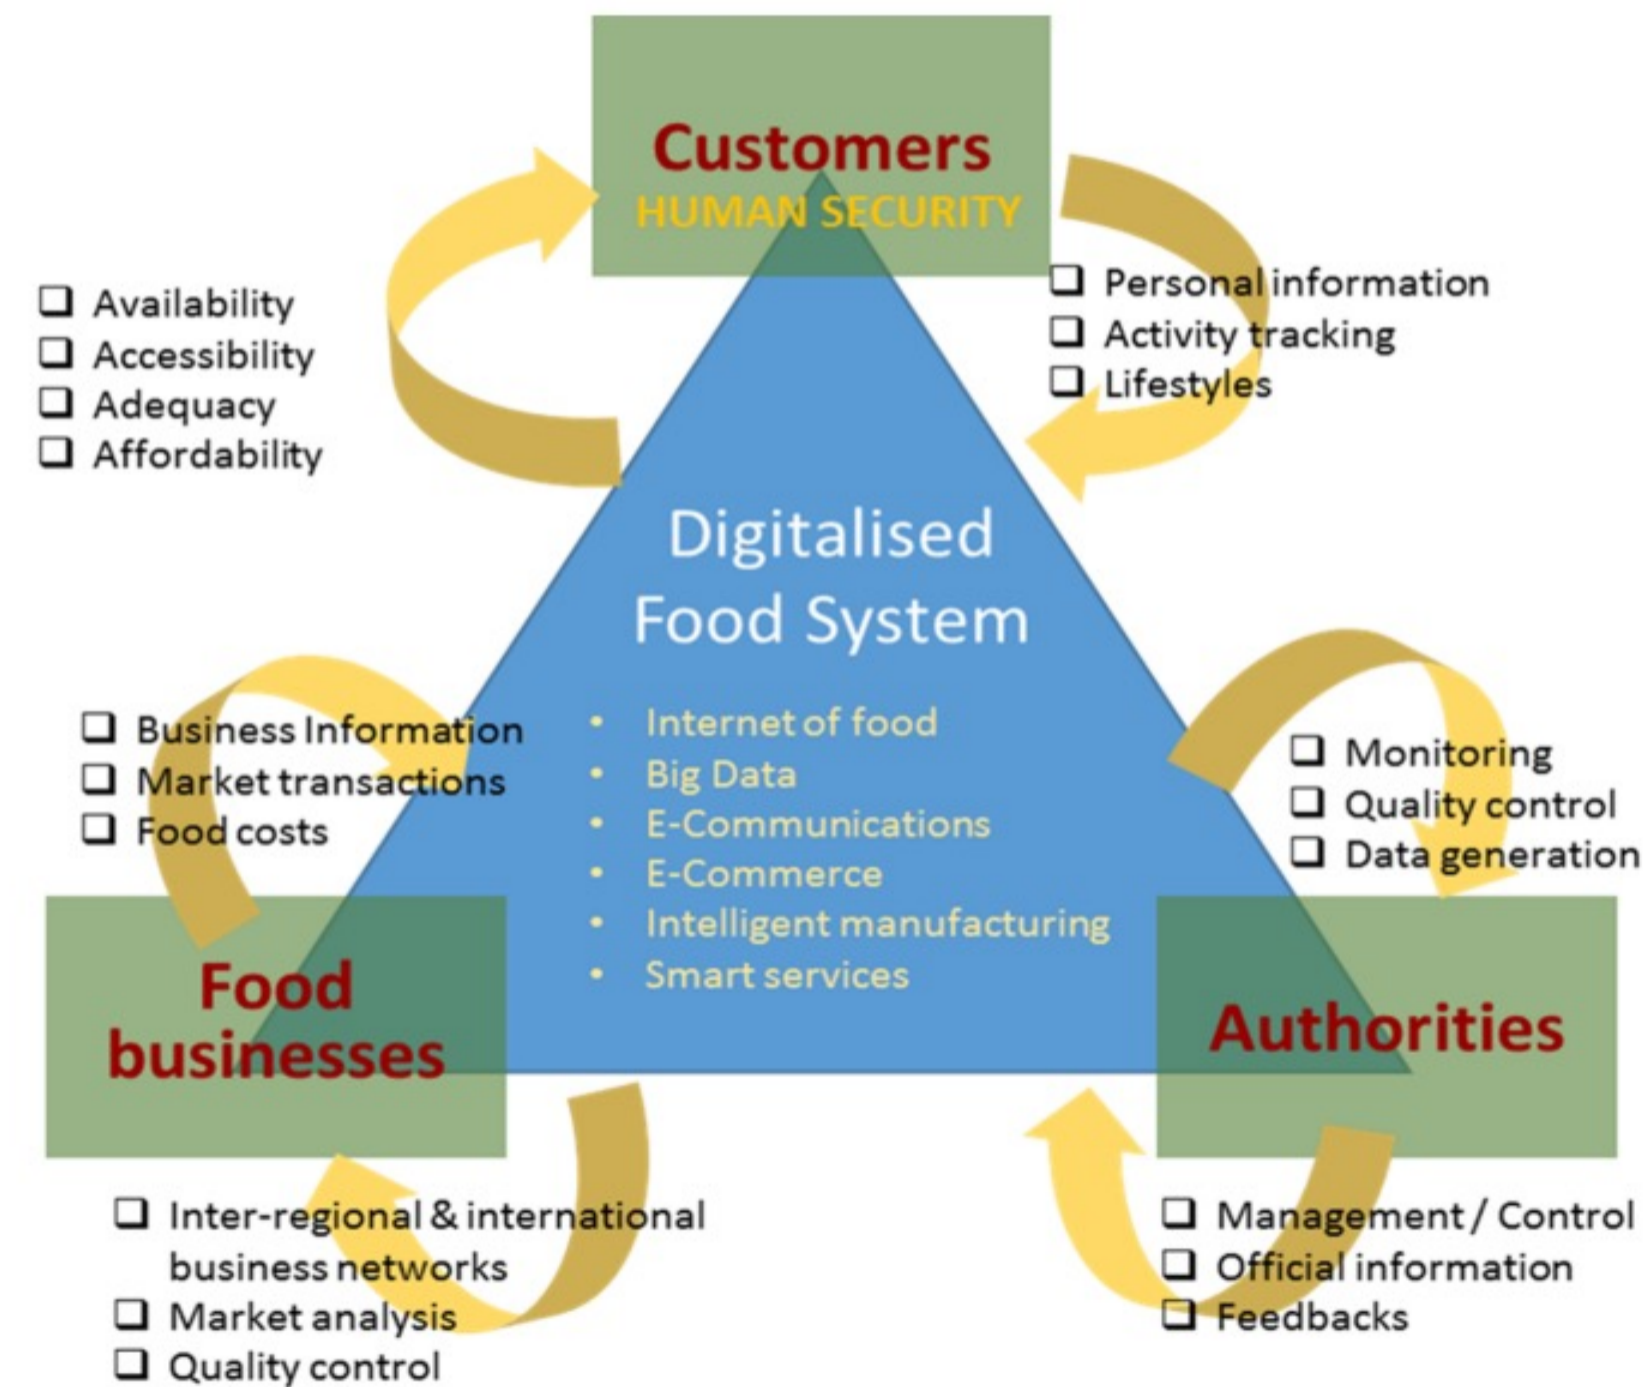 Customers
HUMAN SECURITY
❑ Availability
❑ Accessibility
❑ Adequacy
❑ Affordability
❑ Personal information
❑ Activity tracking
❑ Lifestyles
Digitalised
Food System
• Internet of food
• Big Data
• E-Communications
• E-Commerce
• Intelligent manufacturing
• Smart services
❑ Business Information
❑ Market transactions
❑ Food costs
❑ Monitoring
❑ Quality control
❑ Data generation
Food
businesses
Authorities
❑ Inter-regional & international
business networks
❑ Market analysis
❑ Quality control
❑ Management / Control
❑ Official information
❑ Feedbacks